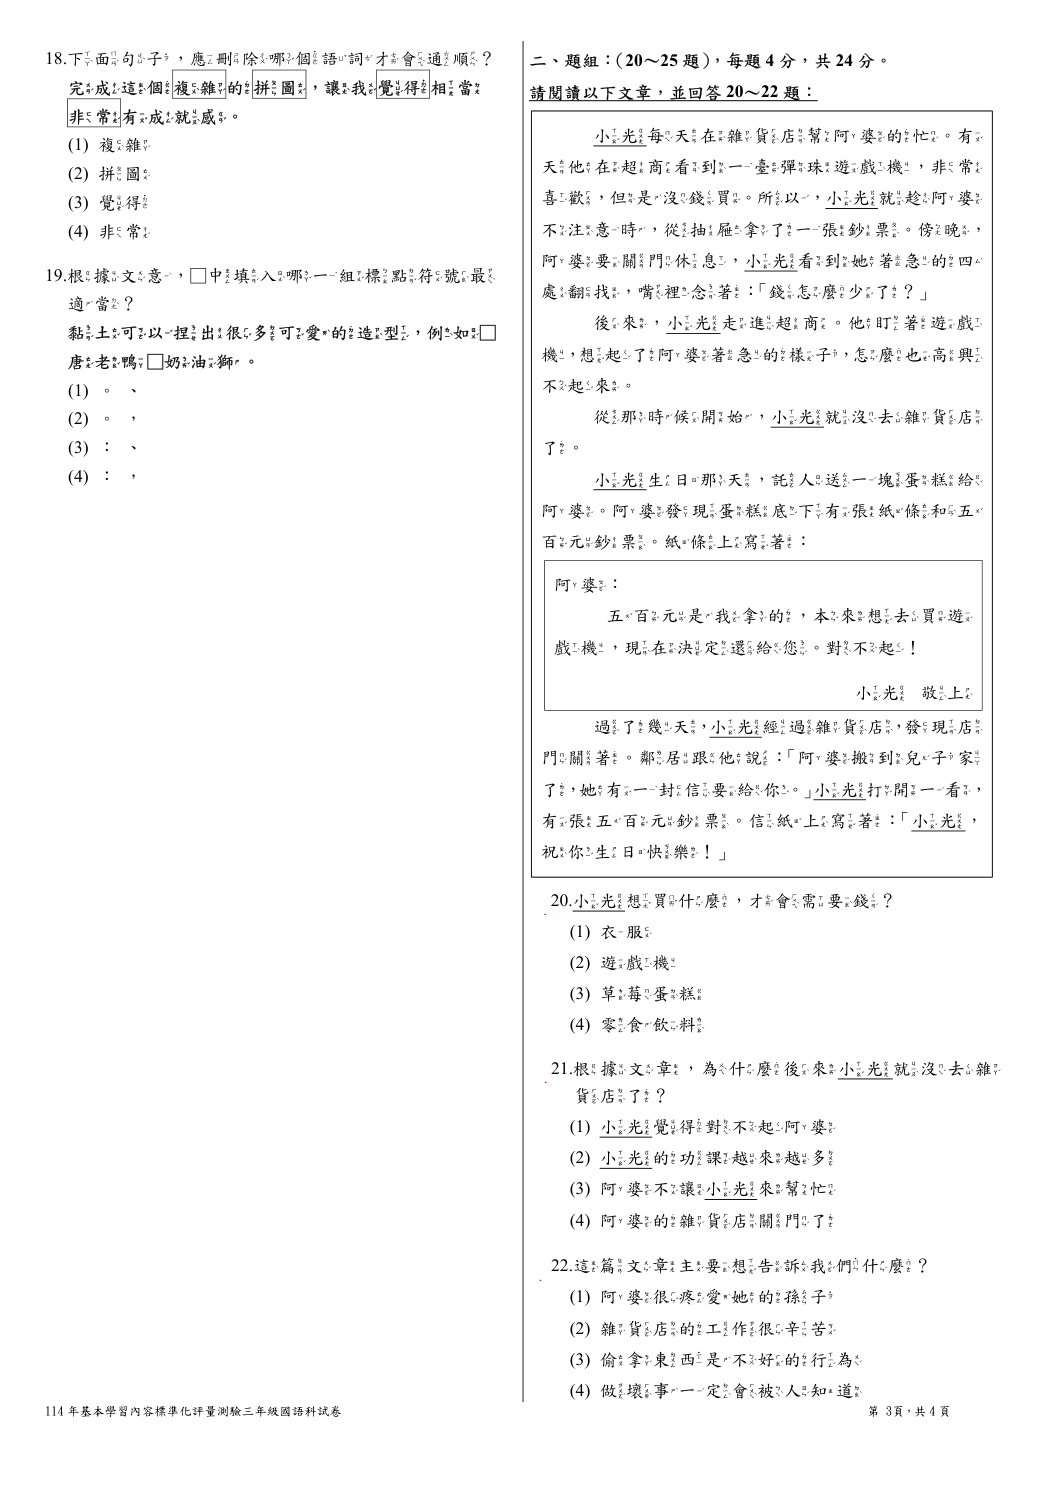 18.下面句子，應刪除哪個語詞才會通順？
完成這個複雜的拼圖，讓我覺得相當
非常有成就感。
(1) 複雜
(2) 拼圖
(3) 覺得
(4) 非常
19.根據文意，□中填入哪一組標點符號最
適當？
黏土可以捏出很多可愛的造型，例如□
唐老鴨□奶油獅。
(1) 。 、
(2) 。 ，
(3) ： 、
(4) ： ，
二、題組：（20～25 題），每題 4 分，共 24 分。
請閱讀以下文章，並回答 20～22 題：
小光每天在雜貨店幫阿婆的忙。有
天他在超商看到一臺彈珠遊戲機，非常
喜歡，但是沒錢買。所以，小光就趁阿婆
不注意時，從抽屜拿了一張鈔票。傍晚，
阿婆要關門休息，小光看到她著急的四
處翻找，嘴裡念著：「錢怎麼少了？」
後來，小光走進超商。他盯著遊戲
機，想起了阿婆著急的樣子，怎麼也高興
不起來。
從那時候開始，小光就沒去雜貨店
了。
小光生日那天，託人送一塊蛋糕給
阿婆。阿婆發現蛋糕底下有張紙條和五
百元鈔票。紙條上寫著：
阿婆：
五百元是我拿的，本來想去買遊
戲機，現在決定還給您。對不起！
小光　敬上
過了幾天，小光經過雜貨店，發現店
門關著。鄰居跟他說：「阿婆搬到兒子家
了，她有一封信要給你。」小光打開一看，
有張五百元鈔票。信紙上寫著：「小光，
祝你生日快樂！」
20.小光想買什麼，才會需要錢？
(1) 衣服
(2) 遊戲機
(3) 草莓蛋糕
(4) 零食飲料
21.根據文章，為什麼後來小光就沒去雜
貨店了？
(1) 小光覺得對不起阿婆
(2) 小光的功課越來越多
(3) 阿婆不讓小光來幫忙
(4) 阿婆的雜貨店關門了
22.這篇文章主要想告訴我們什麼？
(1) 阿婆很疼愛她的孫子
(2) 雜貨店的工作很辛苦
(3) 偷拿東西是不好的行為
(4) 做壞事一定會被人知道
114 年基本學習內容標準化評量測驗三年級國語科試卷
第 3頁，共 4 頁